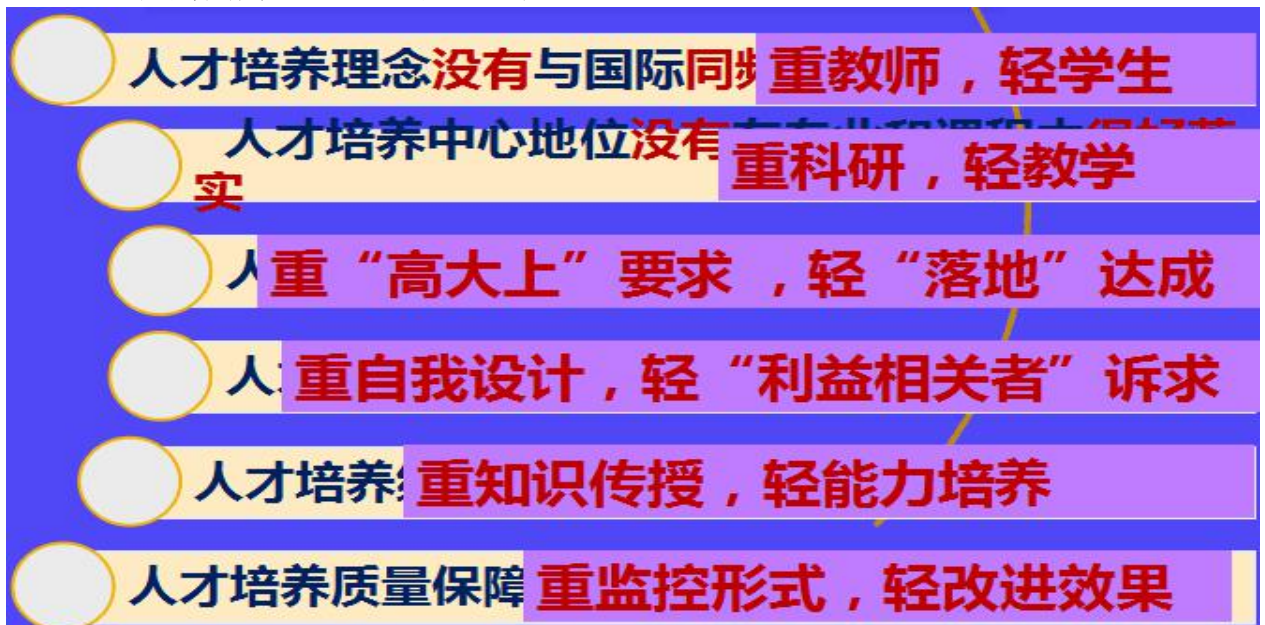 人才培养理念没有与国际同
重教师，轻学生
人才培养中心地位没有
实
重科研，轻教学
人
重“高大上”要求，轻“落地”达成
人
重自我设计，轻“利益相关者”诉求
人才培养
重知识传授，轻能力培养
人才培养质量保障
重监控形式，轻改进效果